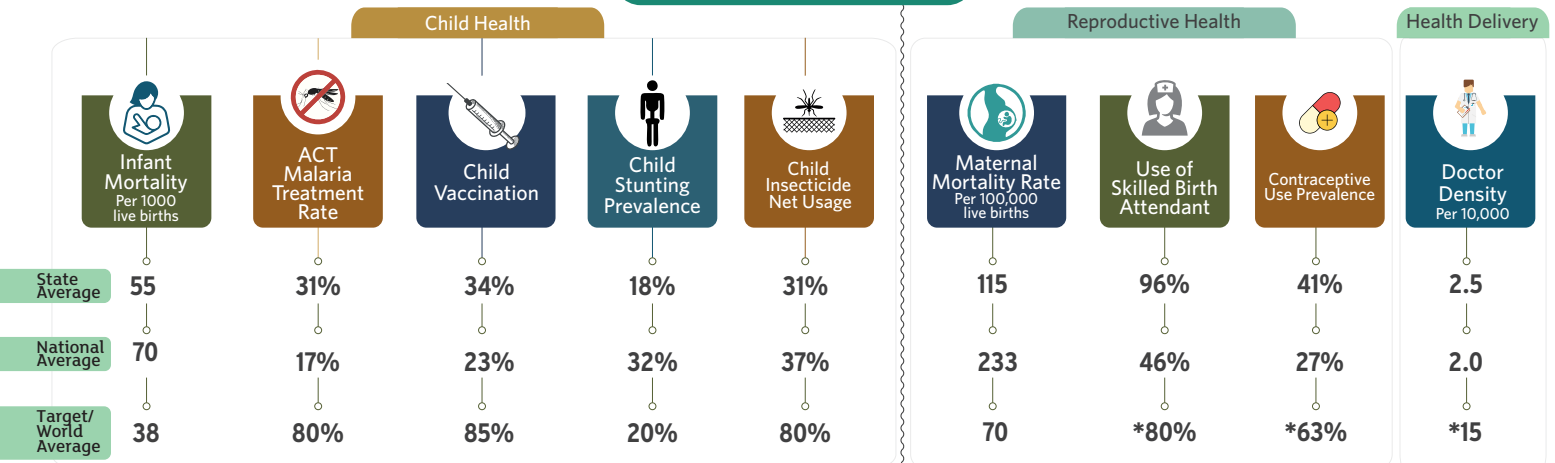 Child Health
Reproductive Health
Health Delivery
Infant
Mortality
Per 1000
live births
ACT
Malaria
Treatment
Rate
Child
Vaccination
Child
Stunting
Prevalence
Child
Insecticide
Net Usage
Maternal
Mortality Rate
Per 100,000
live births
Use of
Skilled Birth
Attendant
Contraceptive
Use Prevalence
Doctor
Density
Per 10,000
State
Average
55 31% 34% 18% 31% 115 96% 41% 2.5
National
Average
70 17% 23% 32% 37% 233 46% 27% 2.0
Target/
World
Average
38 80% 85% 20% 80% 70 *80% *63% *15